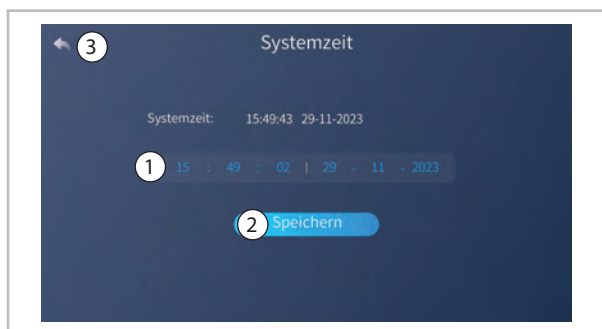 3 Systemzeit
Systemzeit: 15:49:43 29-11-2023
1 15 : 49 : 02 | 29 - 11 - 2023
2 Speichern